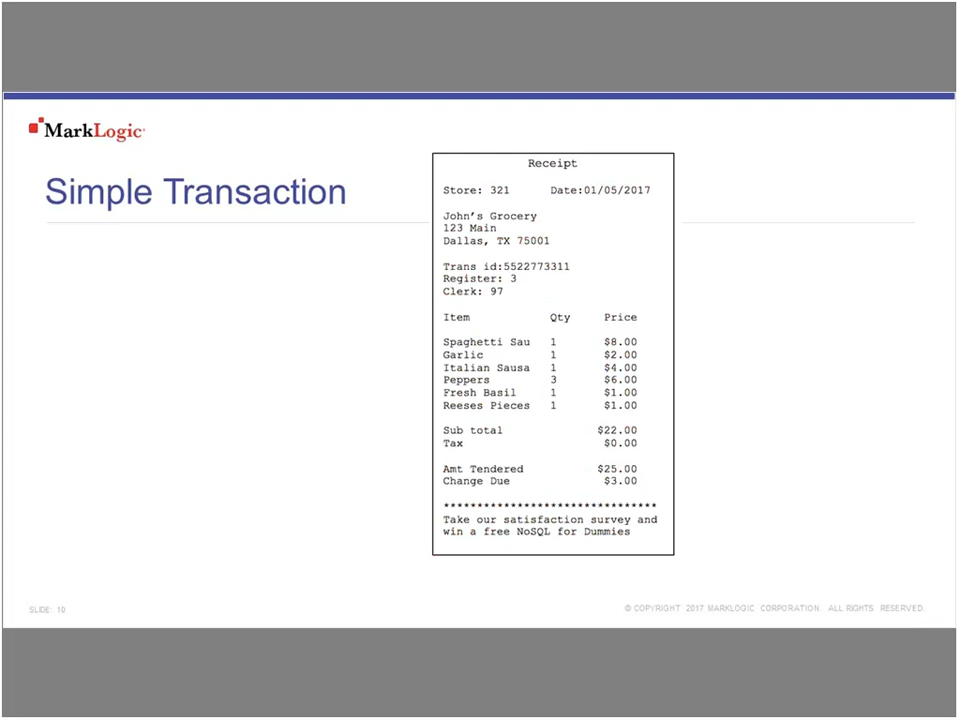 MarkLogic
Simple Transaction
Receipt
Store: 321 Date:01/05/2017
John's Grocery
123 Main
Dallas, TX 75001
Trans id:5522773311
Register: 3
Clerk: 97
Item Qty Price
Spaghetti Sau 1 $8.00
Garlic 1 $2.00
Italian Sausa 1 $4.00
Peppers 3 $6.00
Fresh Basil 1 $1.00
Reeses Pieces 1 $1.00
Sub total $22.00
Tax $0.00
Amt Tendered $25.00
Change Due $3.00
********************************
Take our satisfaction survey and
win a free NoSQL for Dummies
SLIDE: 10
© COPYRIGHT 2017 MARKLOGIC CORPORATION. ALL RIGHTS RESERVED.